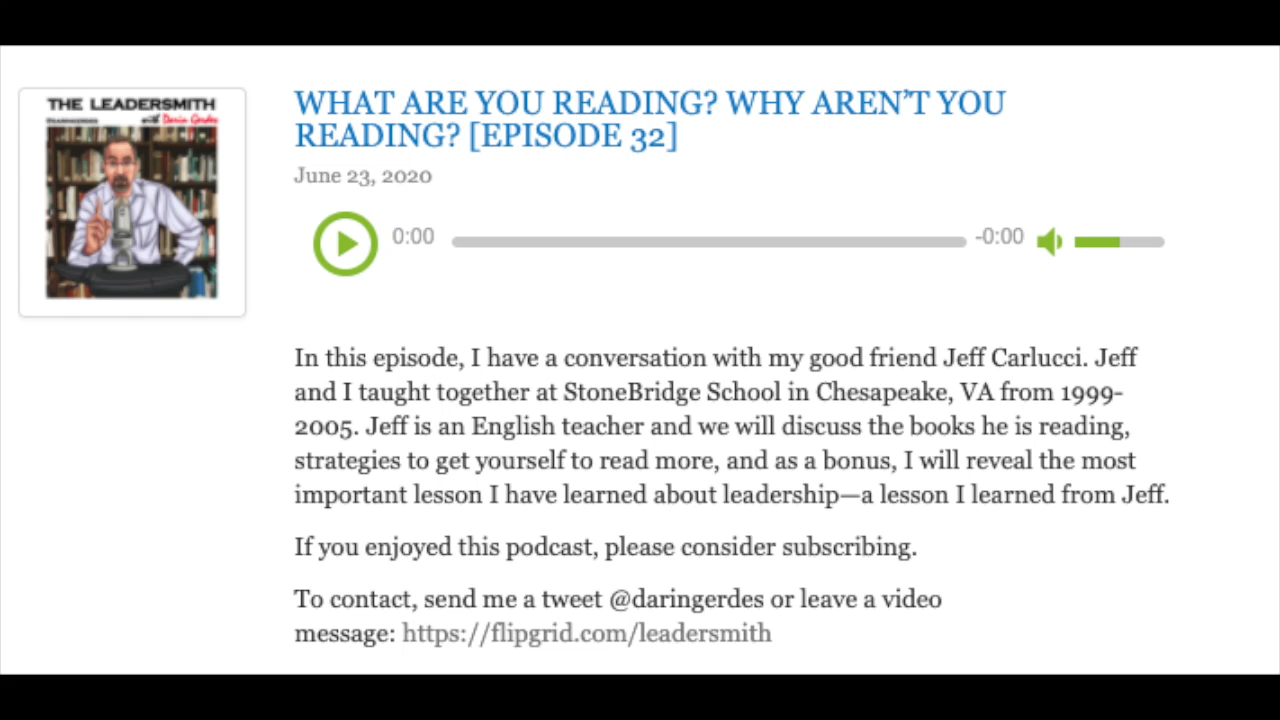 THE LEADERSMITH
with Darin Gerdes
WHAT ARE YOU READING? WHY AREN’T YOU
READING? [EPISODE 32]
June 23, 2020
0:00
-0:00
In this episode, I have a conversation with my good friend Jeff Carlucci. Jeff
and I taught together at StoneBridge School in Chesapeake, VA from 1999-
2005. Jeff is an English teacher and we will discuss the books he is reading,
strategies to get yourself to read more, and as a bonus, I will reveal the most
important lesson I have learned about leadership—a lesson I learned from Jeff.
If you enjoyed this podcast, please consider subscribing.
To contact, send me a tweet @daringerdes or leave a video
message: https://flipgrid.com/leadersmith